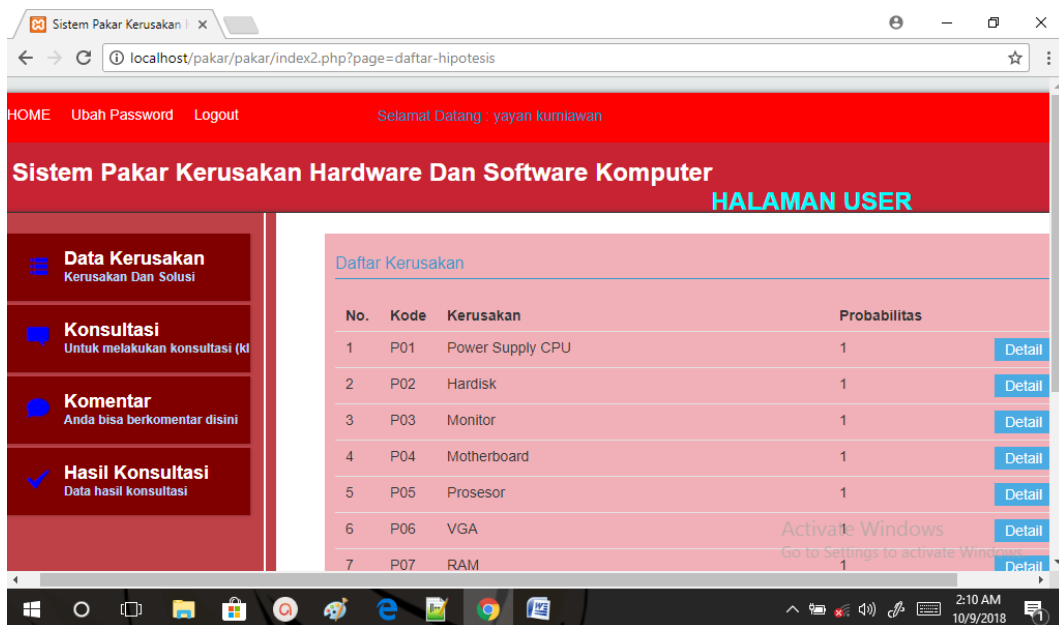 Sistem Pakar Kerusakan
localhost/pakar/pakar/index2.php?page=daftar-hipotesis
HOME Ubah Password Logout Selamat Datang : yayan kurniawan
Sistem Pakar Kerusakan Hardware Dan Software Komputer
HALAMAN USER
Data Kerusakan
Kerusakan Dan Solusi
Konsultasi
Untuk melakukan konsultasi (kl
Komentar
Anda bisa berkomentar disini
Hasil Konsultasi
Data hasil konsultasi
Daftar Kerusakan
No. Kode Kerusakan Probabilitas
1 P01 Power Supply CPU 1 Detail
2 P02 Hardisk 1 Detail
3 P03 Monitor 1 Detail
4 P04 Motherboard 1 Detail
5 P05 Prosesor 1 Detail
6 P06 VGA 1 Detail
7 P07 RAM 1 Detail
Activate Windows
Go to Settings to activate Windows.
2:10 AM
10/9/2018